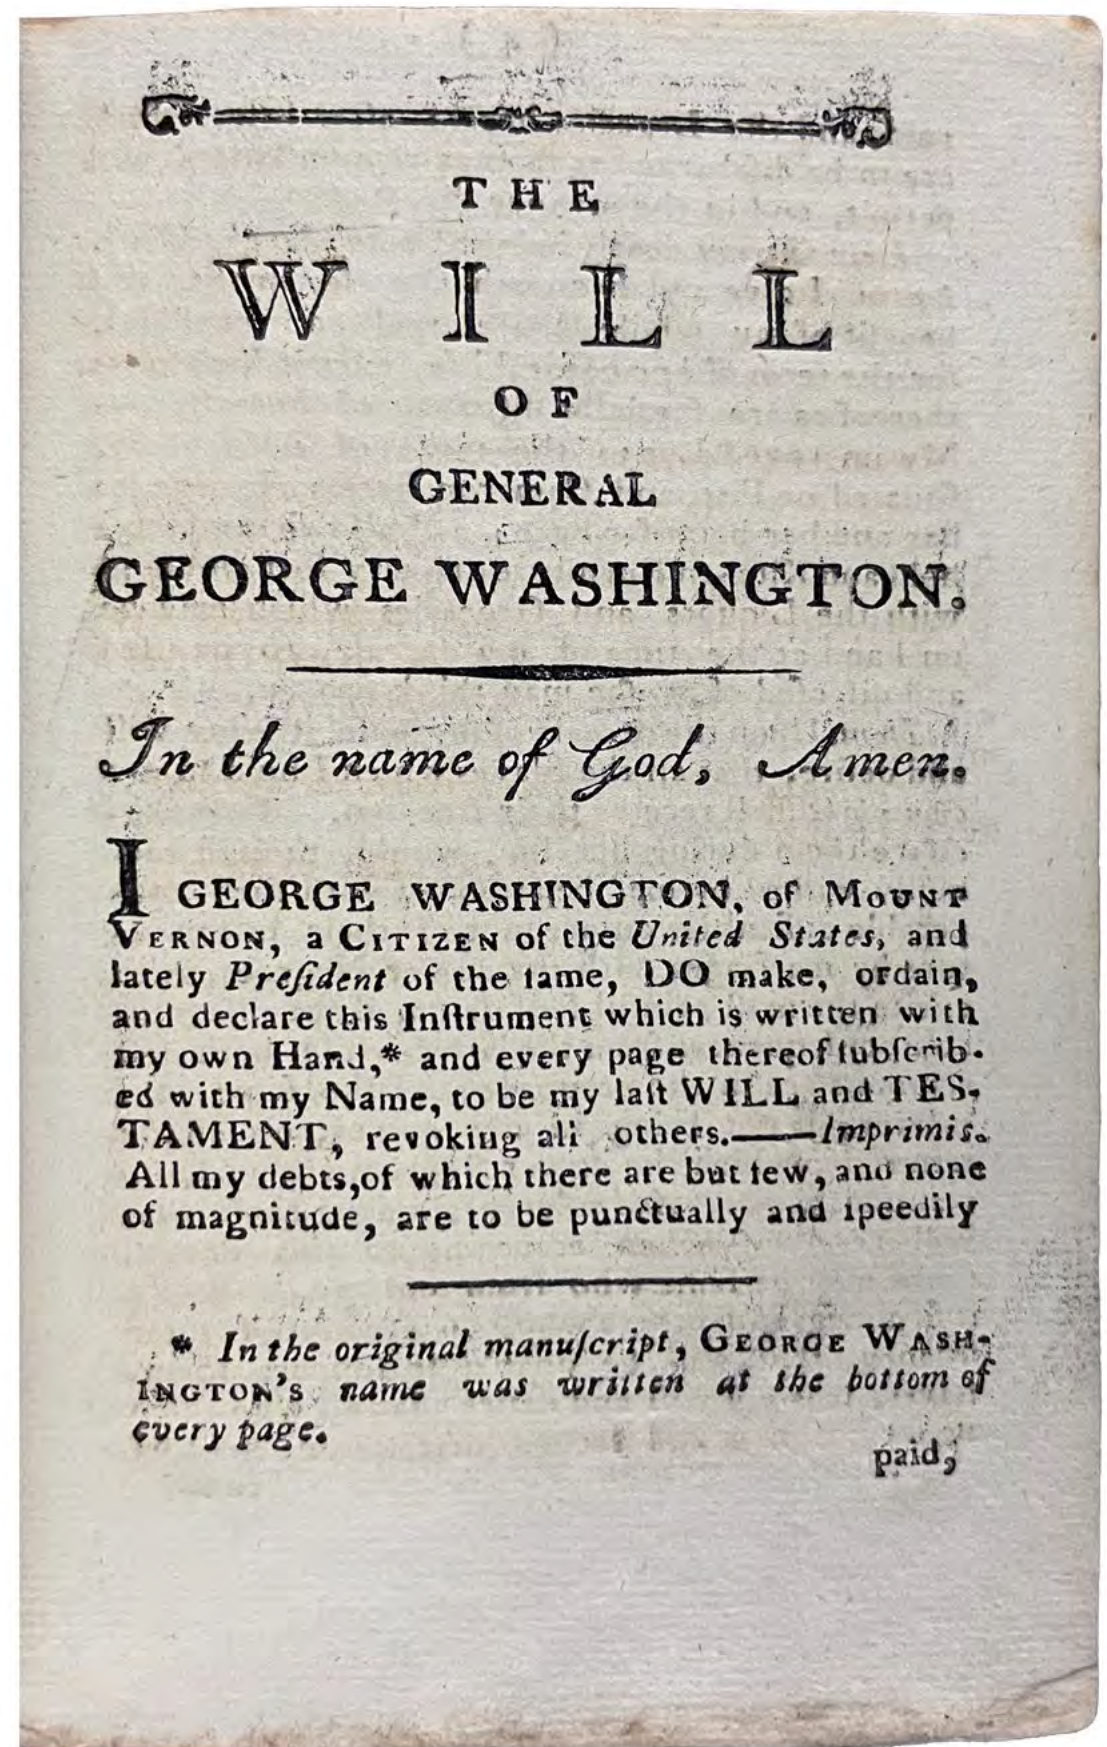 THE
WILL
OF
GENERAL
GEORGE WASHINGTON.
In the name of God, Amen.
I GEORGE WASHINGTON, of MOUNT
VERNON, a CITIZEN of the United States, and
lately Preſident of the ſame, DO make, ordain,
and declare this Inſtrument which is written with
my own Hand,* and every page thereof ſubſcrib-
ed with my Name, to be my laſt WILL and TES-
TAMENT, revoking all others.——Imprimis.
All my debts,of which there are but few, and none
of magnitude, are to be punctually and ſpeedily
* In the original manuſcript, GEORGE WASH-
INGTON's name was written at the bottom of
every page.
paid,